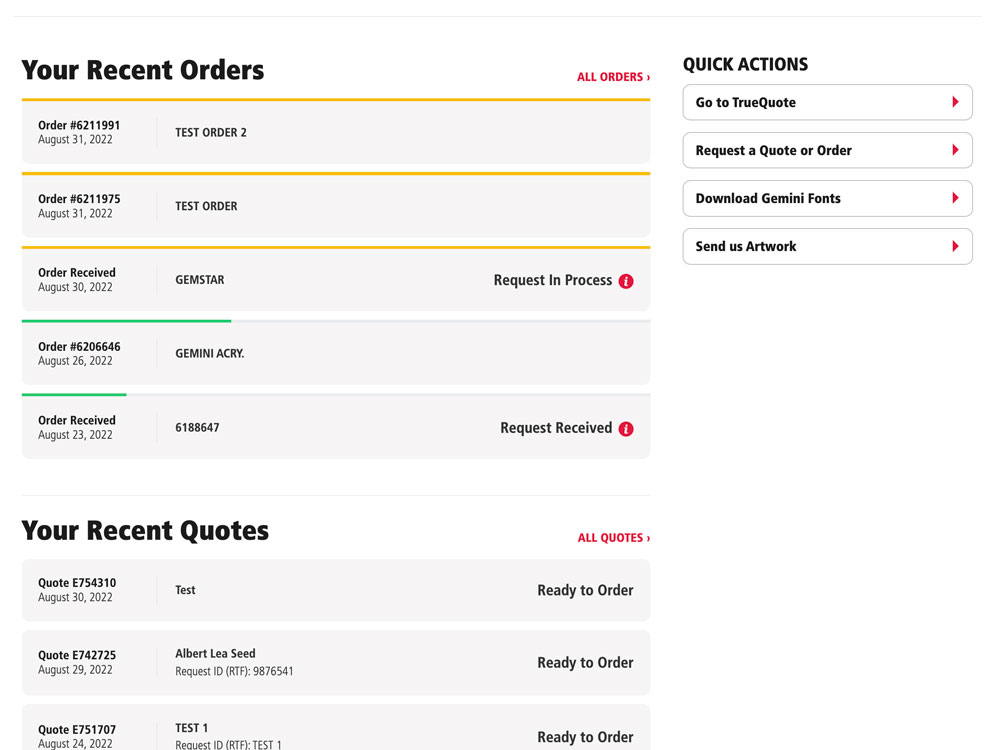 Your Recent Orders
ALL ORDERS ›
Order #6211991
August 31, 2022
TEST ORDER 2
Order #6211975
August 31, 2022
TEST ORDER
Order Received
August 30, 2022
GEMSTAR
Request In Process i
Order #6206646
August 26, 2022
GEMINI ACRY.
Order Received
August 23, 2022
6188647
Request Received i
Your Recent Quotes
ALL QUOTES ›
Quote E754310
August 30, 2022
Test
Ready to Order
Quote E742725
August 29, 2022
Albert Lea Seed
Request ID (RTF): 9876541
Ready to Order
Quote E751707
August 24, 2022
TEST 1
Request ID (RTF): TEST 1
Ready to Order
QUICK ACTIONS
Go to TrueQuote
Request a Quote or Order
Download Gemini Fonts
Send us Artwork